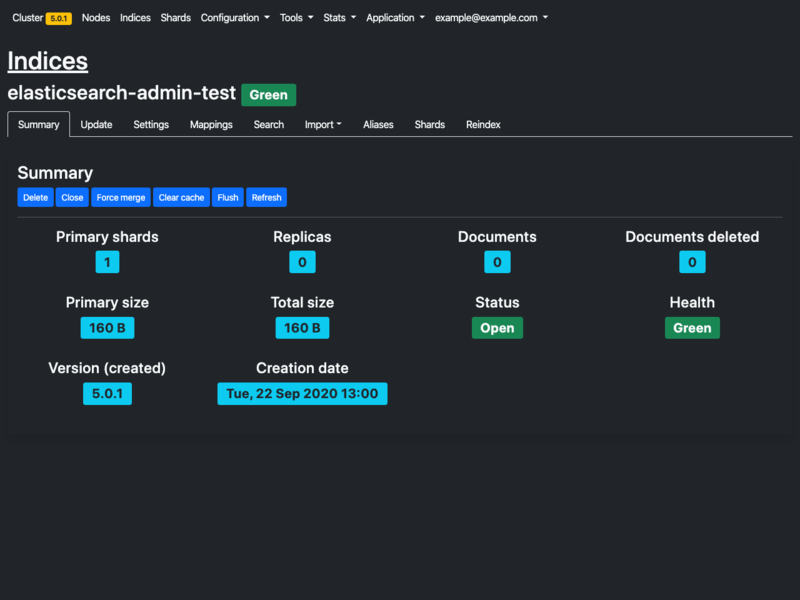 Cluster 5.0.1 Nodes Indices Shards Configuration Tools Stats Application example@example.com
Indices
elasticsearch-admin-test Green
Summary Update Settings Mappings Search Import Aliases Shards Reindex
Summary
Delete Close Force merge Clear cache Flush Refresh
Primary shards Replicas Documents Documents deleted
1 0 0 0
Primary size Total size Status Health
160 B 160 B Open Green
Version (created) Creation date
5.0.1 Tue, 22 Sep 2020 13:00